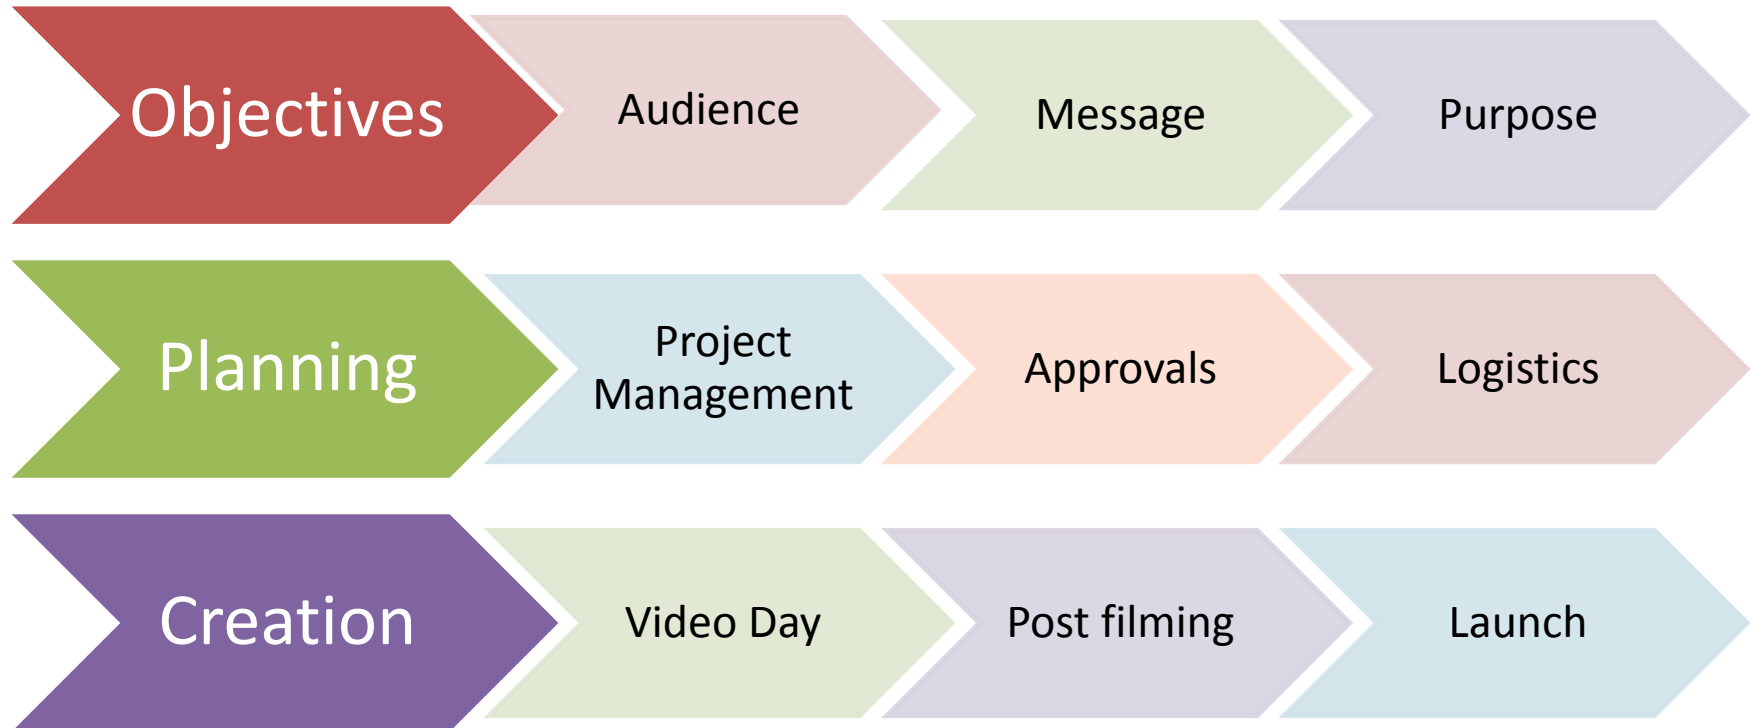 Objectives
Audience
Message
Purpose
Planning
Project
Management
Approvals
Logistics
Creation
Video Day
Post filming
Launch